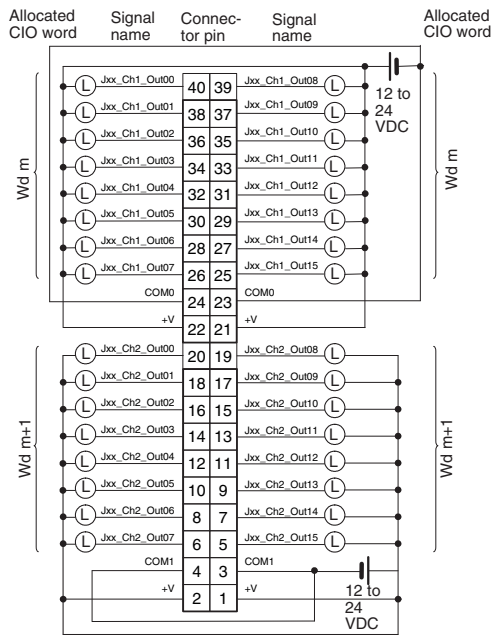 Allocated CIO word
Signal name
Connec-tor pin
Signal name
Allocated CIO word
12 to 24 VDC
Wd m
Jxx_Ch1_Out00 40 39 Jxx_Ch1_Out08
L L
Jxx_Ch1_Out01 38 37 Jxx_Ch1_Out09
L L
Jxx_Ch1_Out02 36 35 Jxx_Ch1_Out10
L L
Jxx_Ch1_Out03 34 33 Jxx_Ch1_Out11
L L
Jxx_Ch1_Out04 32 31 Jxx_Ch1_Out12
L L
Jxx_Ch1_Out05 30 29 Jxx_Ch1_Out13
L L
Jxx_Ch1_Out06 28 27 Jxx_Ch1_Out14
L L
Jxx_Ch1_Out07 26 25 Jxx_Ch1_Out15
L L
Wd m
COM0 24 23 COM0
+V 22 21 +V
Wd m+1
Jxx_Ch2_Out00 20 19 Jxx_Ch2_Out08
L L
Jxx_Ch2_Out01 18 17 Jxx_Ch2_Out09
L L
Jxx_Ch2_Out02 16 15 Jxx_Ch2_Out10
L L
Jxx_Ch2_Out03 14 13 Jxx_Ch2_Out11
L L
Jxx_Ch2_Out04 12 11 Jxx_Ch2_Out12
L L
Jxx_Ch2_Out05 10 9 Jxx_Ch2_Out13
L L
Jxx_Ch2_Out06 8 7 Jxx_Ch2_Out14
L L
Jxx_Ch2_Out07 6 5 Jxx_Ch2_Out15
L L
Wd m+1
COM1 4 3 COM1
+V 2 1 +V
12 to 24 VDC